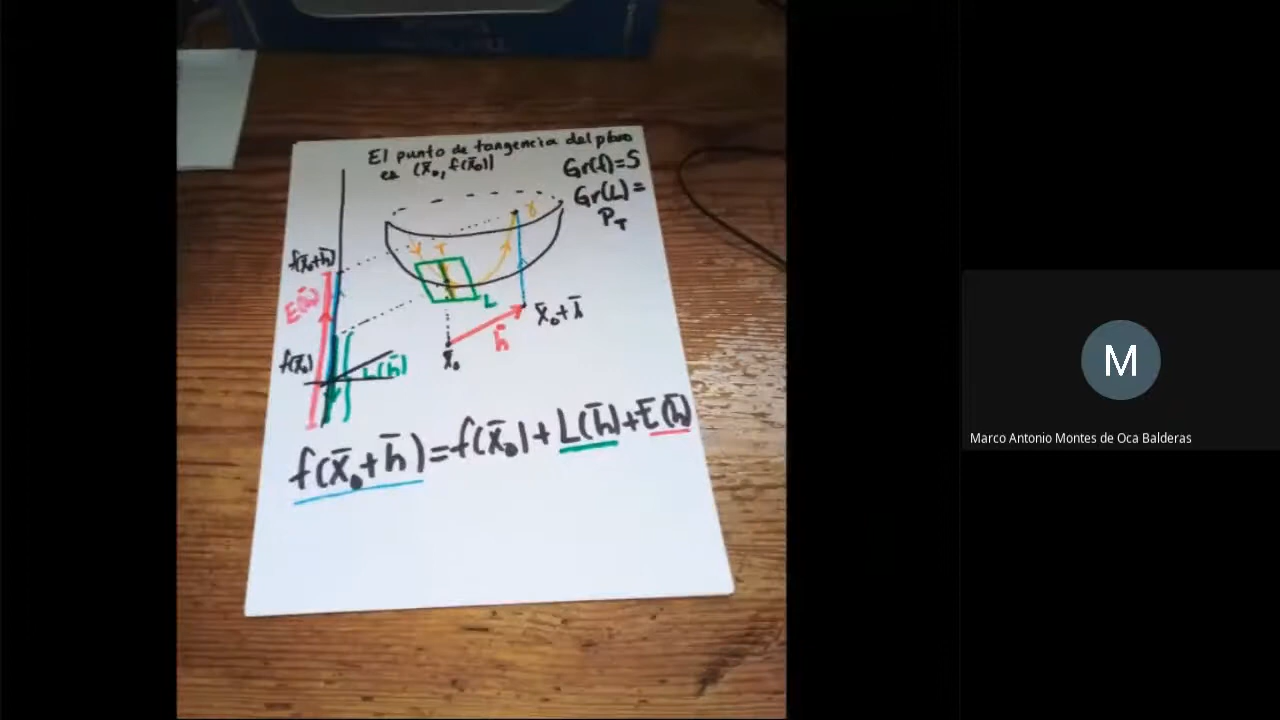 El punto de tangencia del plano
es (x̄₀, f(x̄₀))
Gr(f)=S
Gr(L)=
P_T
γ
f(x̄₀+h̄)
E(h̄)
L
x̄₀+h̄
h̄
x̄₀
f(x̄₀)
L(h̄)
f(x̄₀+h̄)=f(x̄₀)+L(h̄)+E(h̄)
M
Marco Antonio Montes de Oca Balderas